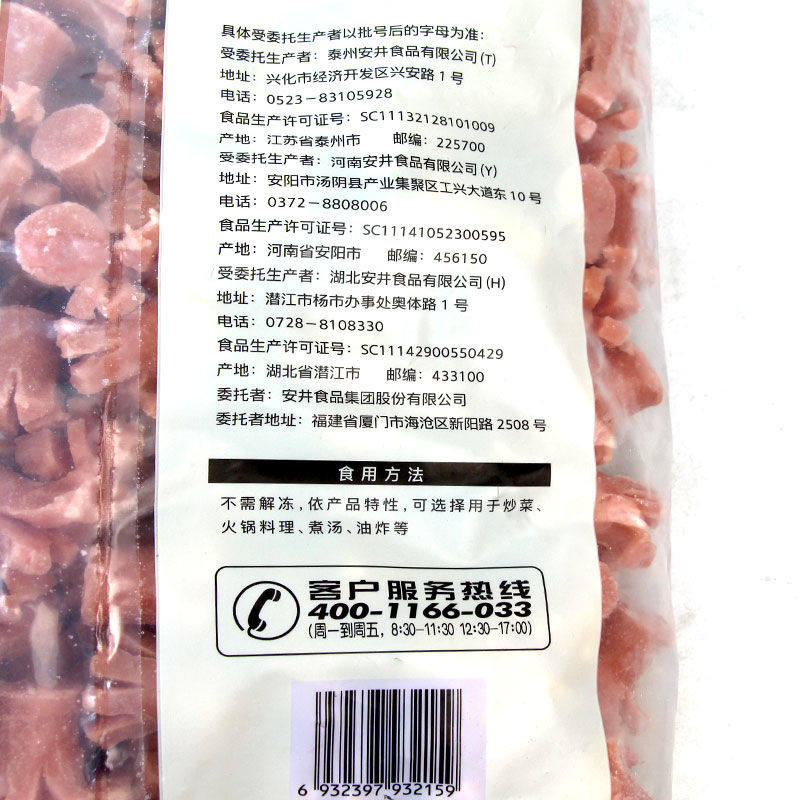 具体受委托生产者以批号后的字母为准：
受委托生产者：泰州安井食品有限公司(T)
地址：兴化市经济开发区兴安路1号
电话：0523－83105928
食品生产许可证号：SC11132128101009
产地：江苏省泰州市 邮编：225700
受委托生产者：河南安井食品有限公司(Y)
地址：安阳市汤阴县产业集聚区工兴大道东10号
电话：0372－8808006
食品生产许可证号：SC11141052300595
产地：河南省安阳市 邮编：456150
受委托生产者：湖北安井食品有限公司(H)
地址：潜江市杨市办事处奥体路1号
电话：0728－8108330
食品生产许可证号：SC11142900550429
产地：湖北省潜江市 邮编：433100
委托者：安井食品集团股份有限公司
委托者地址：福建省厦门市海沧区新阳路2508号
食用方法
不需解冻，依产品特性，可选择用于炒菜、
火锅料理、煮汤、油炸等
客户服务热线
400-1166-033
(周一到周五，8:30-11:30 12:30-17:00)
6 932397 932159